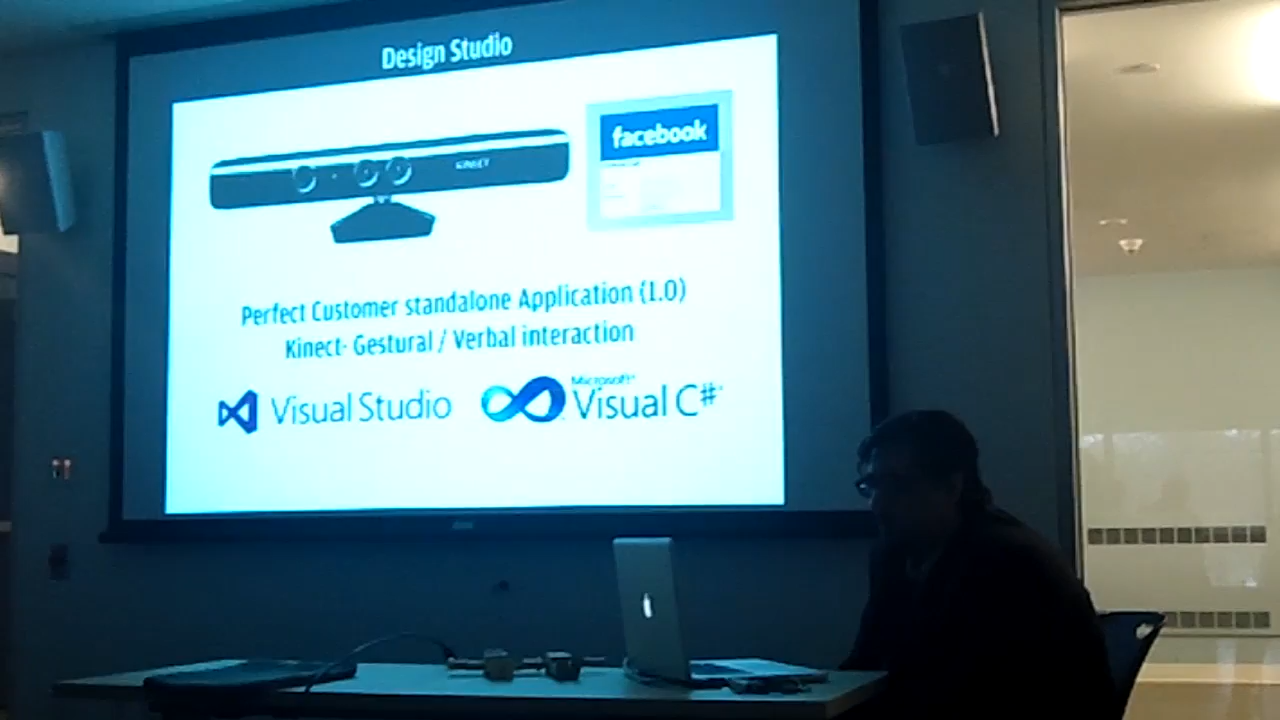 Design Studio
facebook
KINECT
Perfect Customer standalone Application (1.0)
Kinect- Gestural / Verbal interaction
Visual Studio
Microsoft®
Visual C#